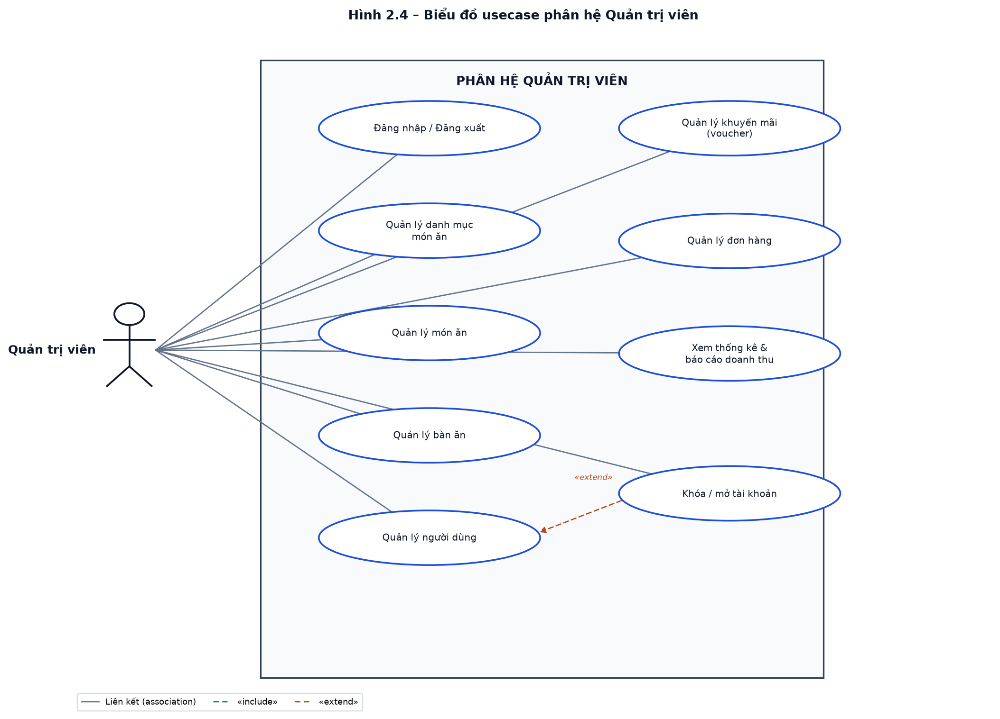 Hình 2.4 – Biểu đồ usecase phân hệ Quản trị viên
PHÂN HỆ QUẢN TRỊ VIÊN
Đăng nhập / Đăng xuất
Quản lý khuyến mãi
(voucher)
Quản lý danh mục
món ăn
Quản lý đơn hàng
Quản lý món ăn
Quản trị viên
Xem thống kê &
báo cáo doanh thu
Quản lý bàn ăn
«extend»
Khóa / mở tài khoản
Quản lý người dùng
Liên kết (association)
«include»
«extend»